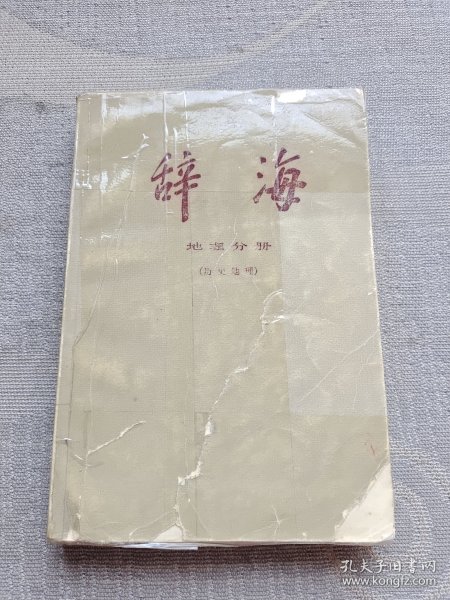 辞海
地理分册
(历史地理)
孔夫子旧书网
www.kongfz.com